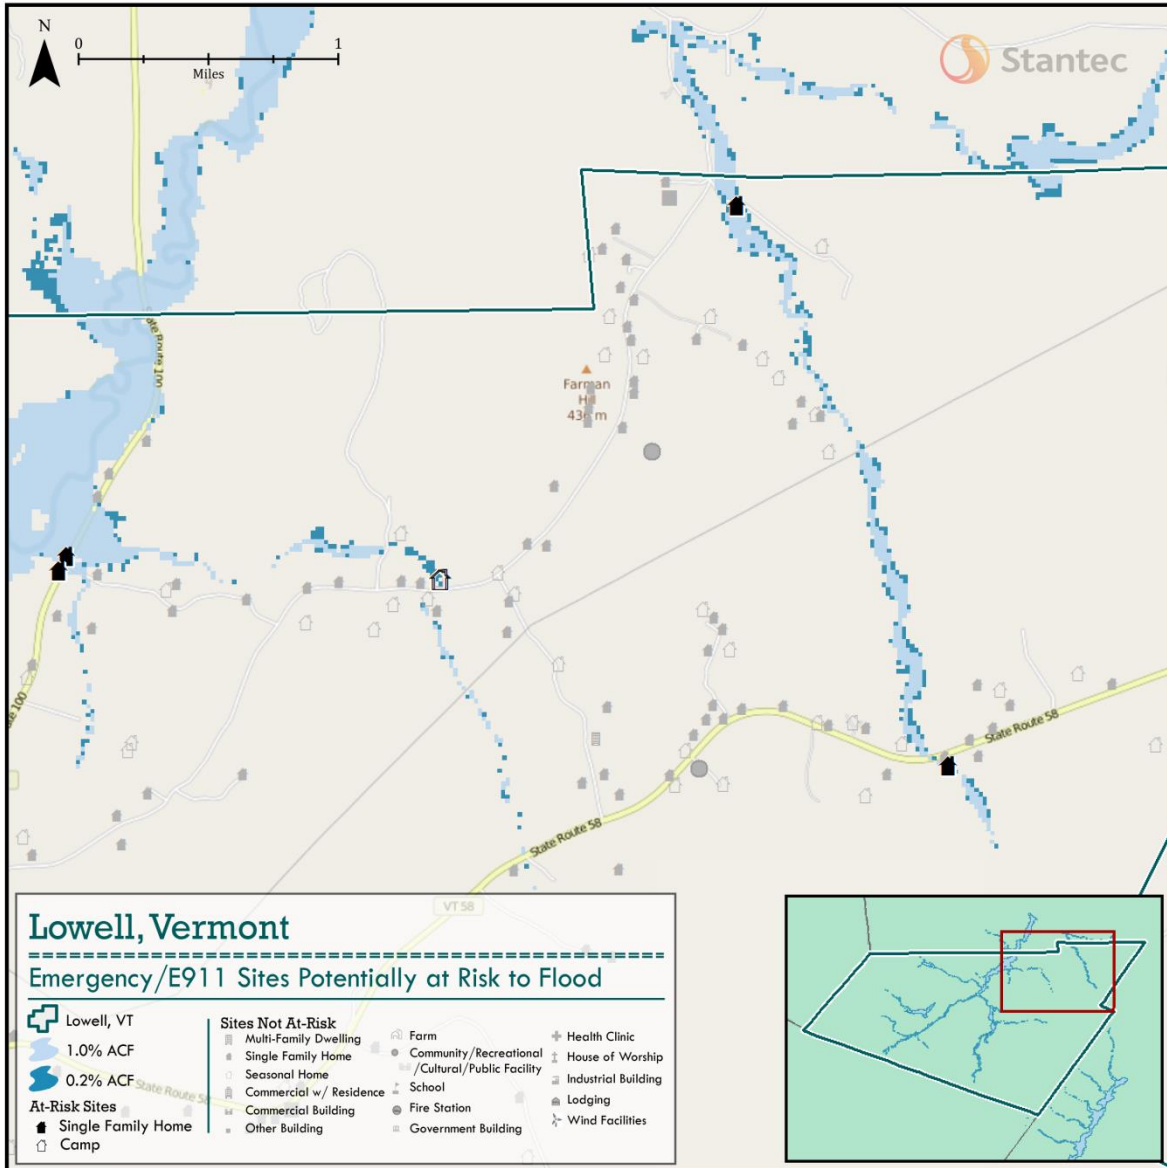 N
0 1
Miles
Stantec
State Route 100
Farman
Hill
436 m
State Route 58
State Route 58
VT 58
State Route 58
Lowell, Vermont
Emergency/E911 Sites Potentially at Risk to Flood
Lowell, VT
1.0% ACF
0.2% ACF
At-Risk Sites
Single Family Home
Camp
Sites Not At-Risk
Multi-Family Dwelling
Single Family Home
Seasonal Home
Commercial w/ Residence
Commercial Building
Other Building
Farm
Community/Recreational
/Cultural/Public Facility
School
Fire Station
Government Building
Health Clinic
House of Worship
Industrial Building
Lodging
Wind Facilities